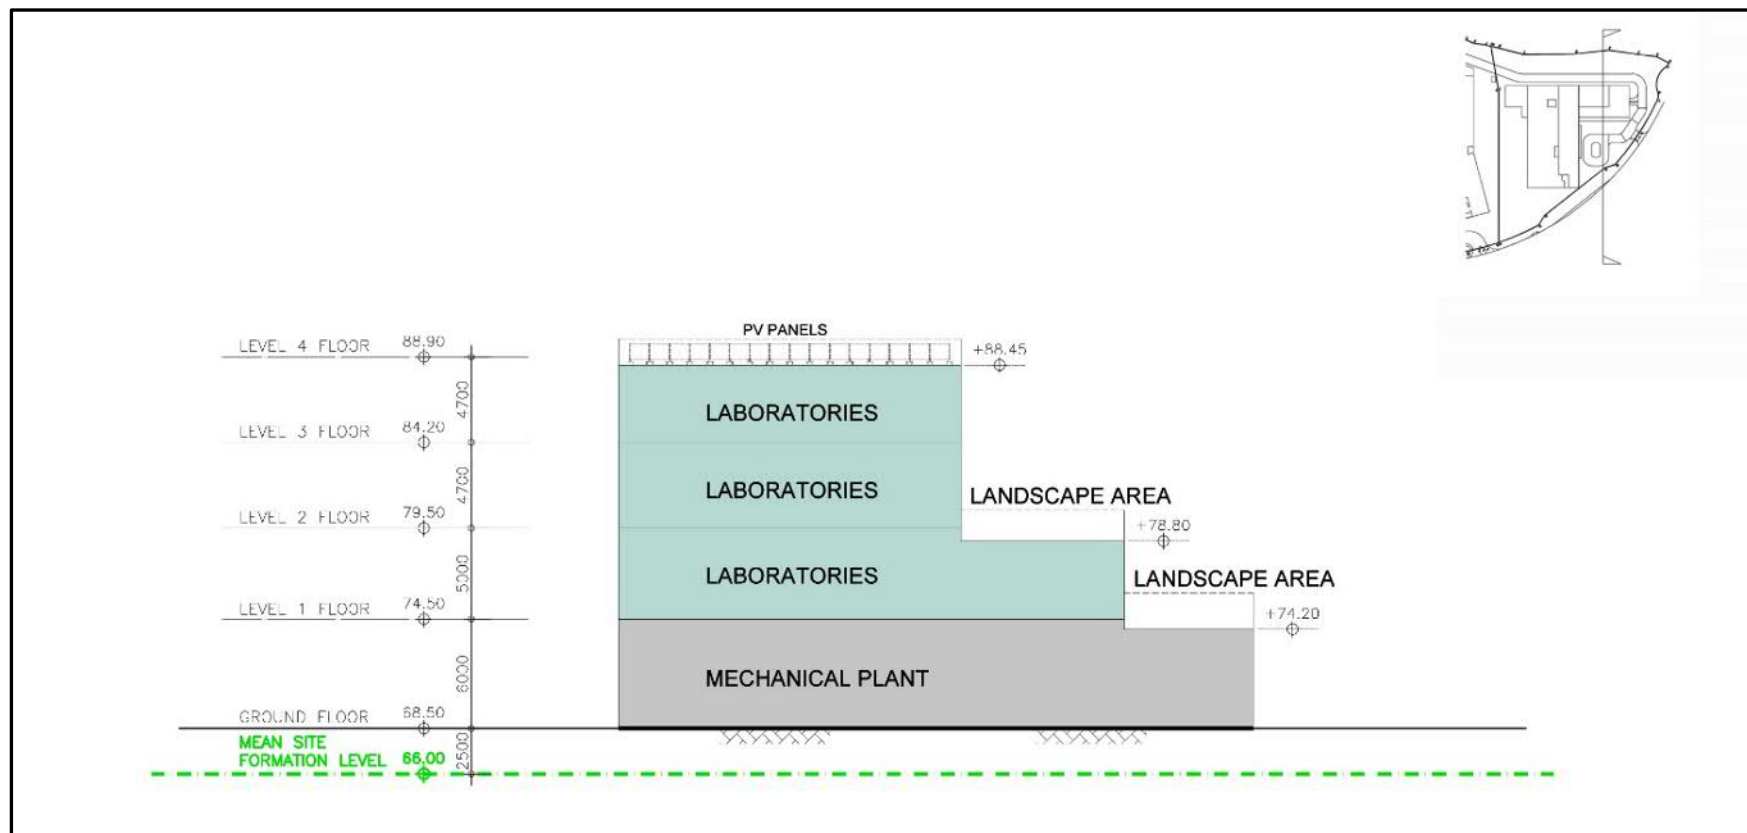 PV PANELS
LEVEL 4 FLOOR 88.90
+88.45
4700
LABORATORIES
LEVEL 3 FLOOR 84.20
4700
LABORATORIES
LANDSCAPE AREA
LEVEL 2 FLOOR 79.50
+78.80
5000
LABORATORIES
LANDSCAPE AREA
LEVEL 1 FLOOR 74.50
+74.20
6000
MECHANICAL PLANT
GROUND FLOOR 68.50
MEAN SITE
FORMATION LEVEL 66.00
2500